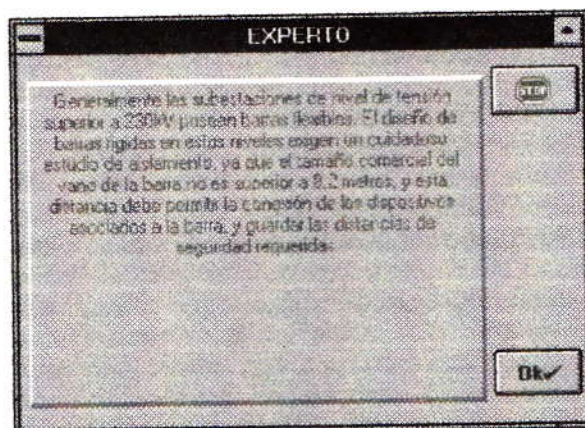 EXPERTO
STOP
Generalmente las subestaciones de nivel de tensión
superior a 230kV posean barras flexibles. El diseño de
barras rígidas en estos niveles exigen un cuidadoso
estudio de aislamiento, ya que el tamaño comercial del
vano de la barra no es superior a 9.2 metros, y esta
distancia debe permitir la conexión de los dispositivos
asociados a la barra, y guardar las distancias de
seguridad requerida.
Ok